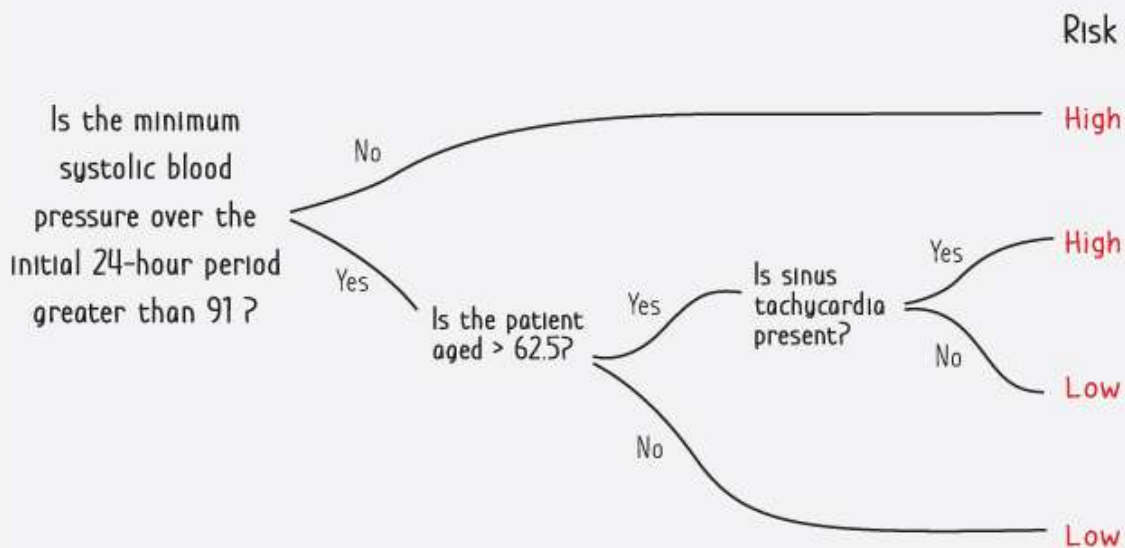 Risk
Is the minimum
systolic blood
pressure over the
initial 24-hour period
greater than 91 ?
No
High
Yes
Is the patient
aged > 62.5?
Yes
Is sinus
tachycardia
present?
Yes
High
No
Low
No
Low